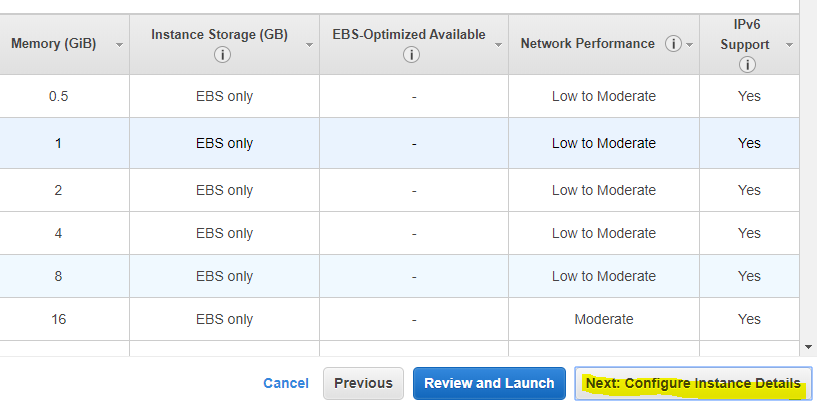 Memory (GiB) Instance Storage (GB) EBS-Optimized Available Network Performance IPv6 Support
0.5 EBS only - Low to Moderate Yes
1 EBS only - Low to Moderate Yes
2 EBS only - Low to Moderate Yes
4 EBS only - Low to Moderate Yes
8 EBS only - Low to Moderate Yes
16 EBS only - Moderate Yes
Cancel Previous Review and Launch Next: Configure Instance Details